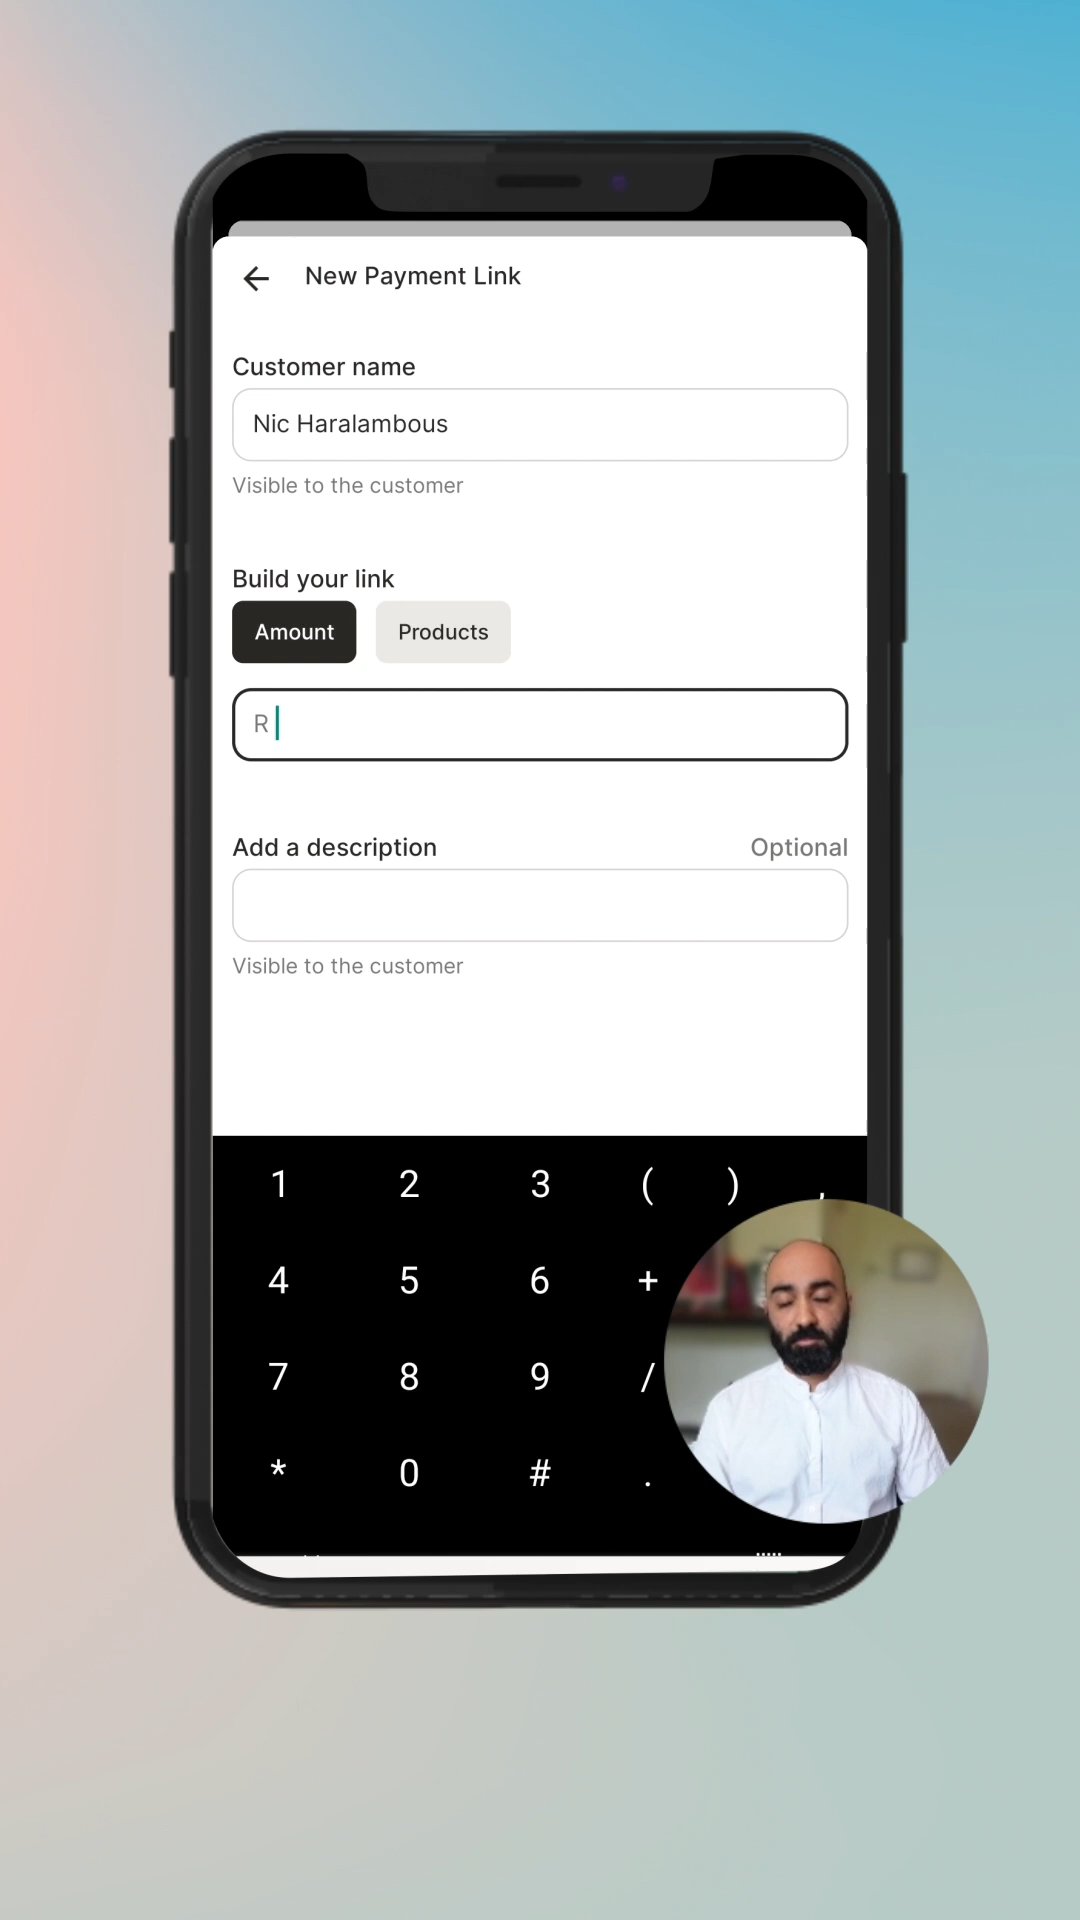 New Payment Link
Customer name
Nic Haralambous
Visible to the customer
Build your link
Amount Products
R
Add a description Optional
Visible to the customer
1 2 3 ( ) ,
4 5 6 +
7 8 9 /
* 0 # .